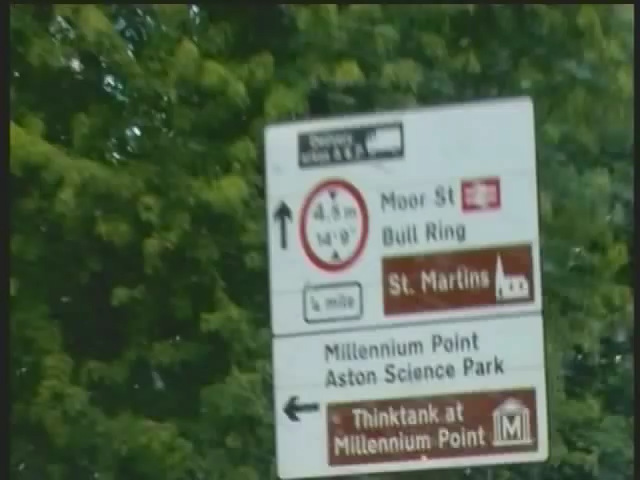 4.5m
14'9"
Moor St
Bull Ring
St. Martins
¼ mile
Millennium Point
Aston Science Park
Thinktank at
Millennium Point
M